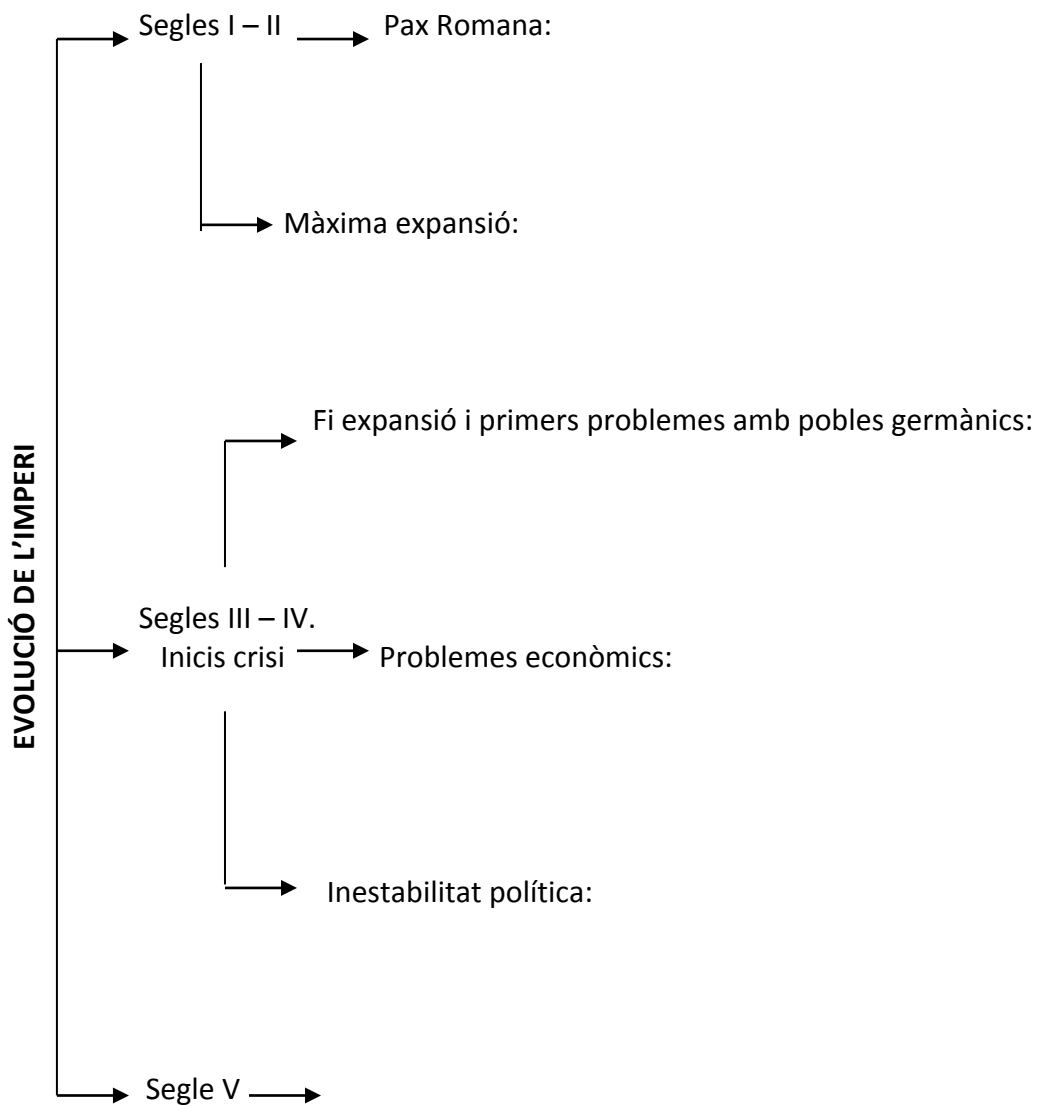 Segles I – II
Pax Romana:
Màxima expansió:
EVOLUCIÓ DE L’IMPERI
Fi expansió i primers problemes amb pobles germànics:
Segles III – IV.
Inicis crisi
Problemes econòmics:
Inestabilitat política:
Segle V